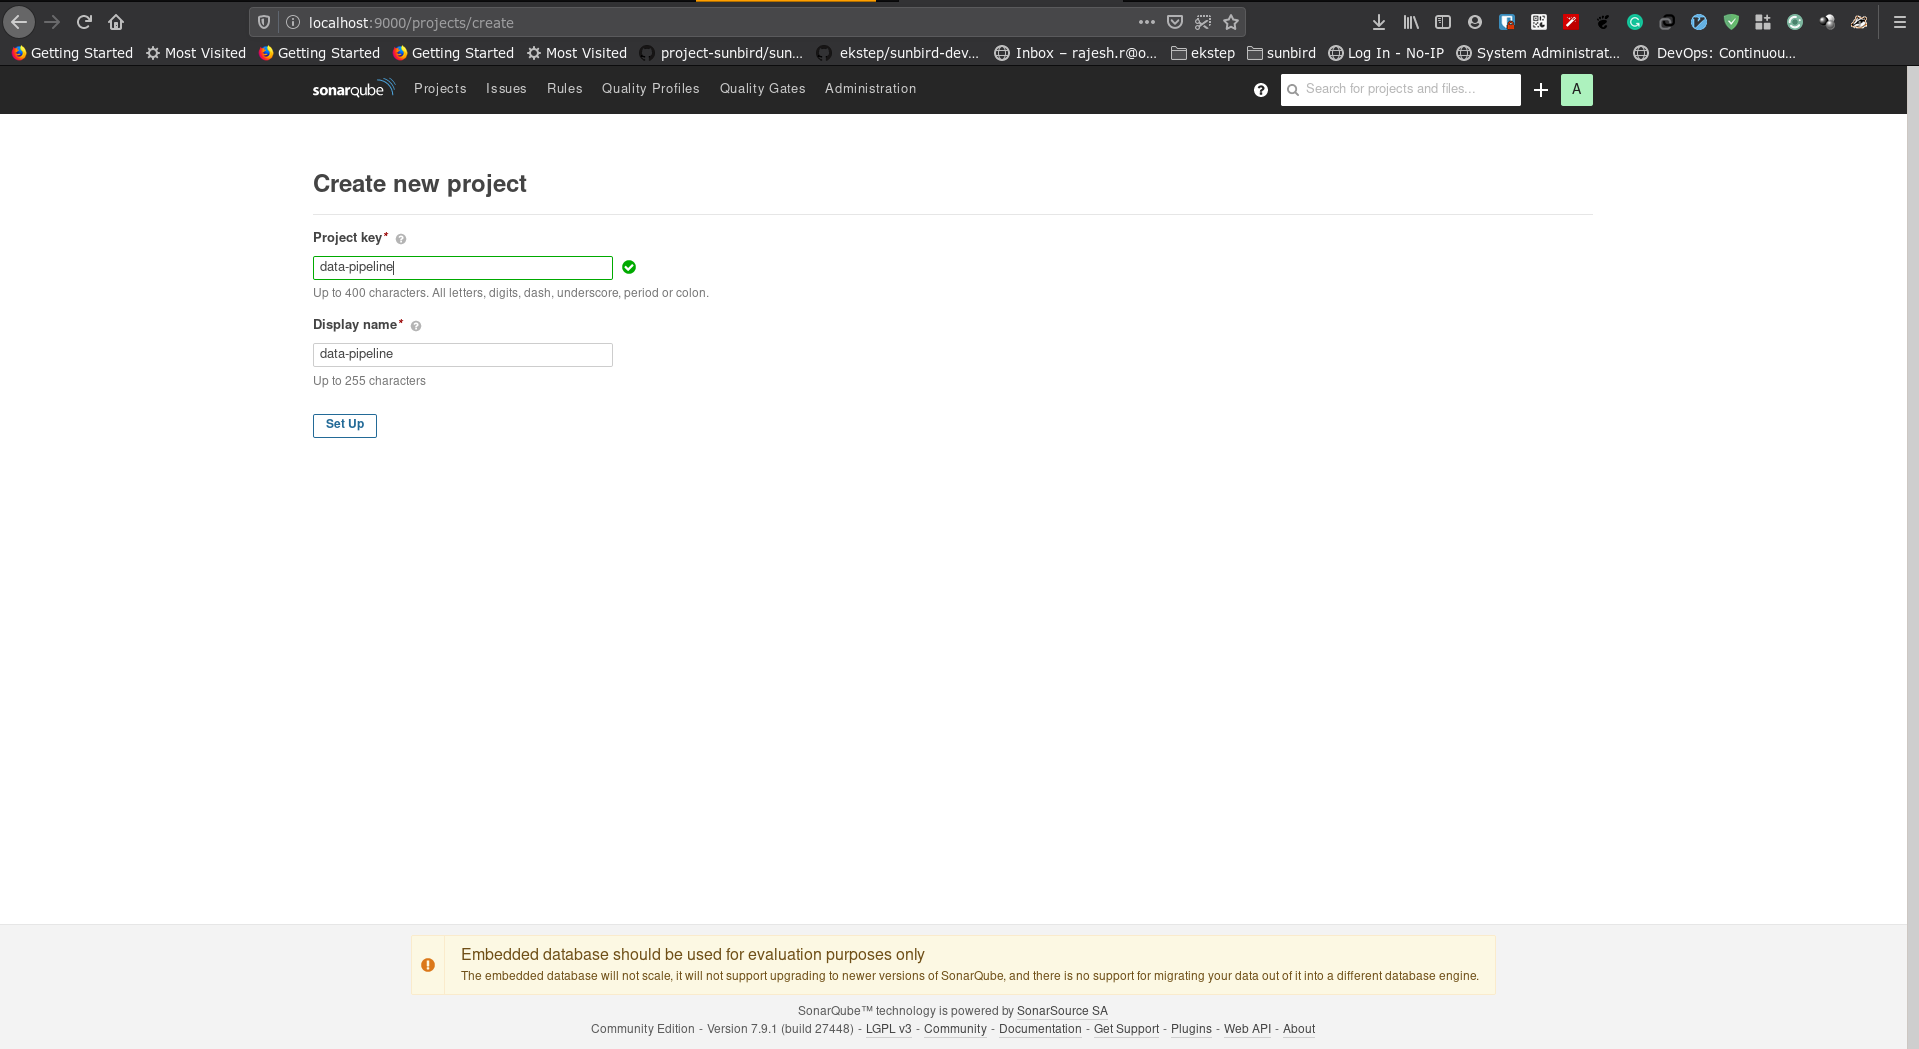 localhost:9000/projects/create
Getting Started Most Visited Getting Started Getting Started Most Visited project-sunbird/sun... ekstep/sunbird-dev... Inbox – rajesh.r@o... ekstep sunbird Log In - No-IP System Administrat... DevOps: Continuou...
sonarqube Projects Issues Rules Quality Profiles Quality Gates Administration Search for projects and files... A
Create new project
Project key*
data-pipeline
Up to 400 characters. All letters, digits, dash, underscore, period or colon.
Display name*
data-pipeline
Up to 255 characters
Set Up
Embedded database should be used for evaluation purposes only
The embedded database will not scale, it will not support upgrading to newer versions of SonarQube, and there is no support for migrating your data out of it into a different database engine.
SonarQube™ technology is powered by SonarSource SA
Community Edition - Version 7.9.1 (build 27448) - LGPL v3 - Community - Documentation - Get Support - Plugins - Web API - About